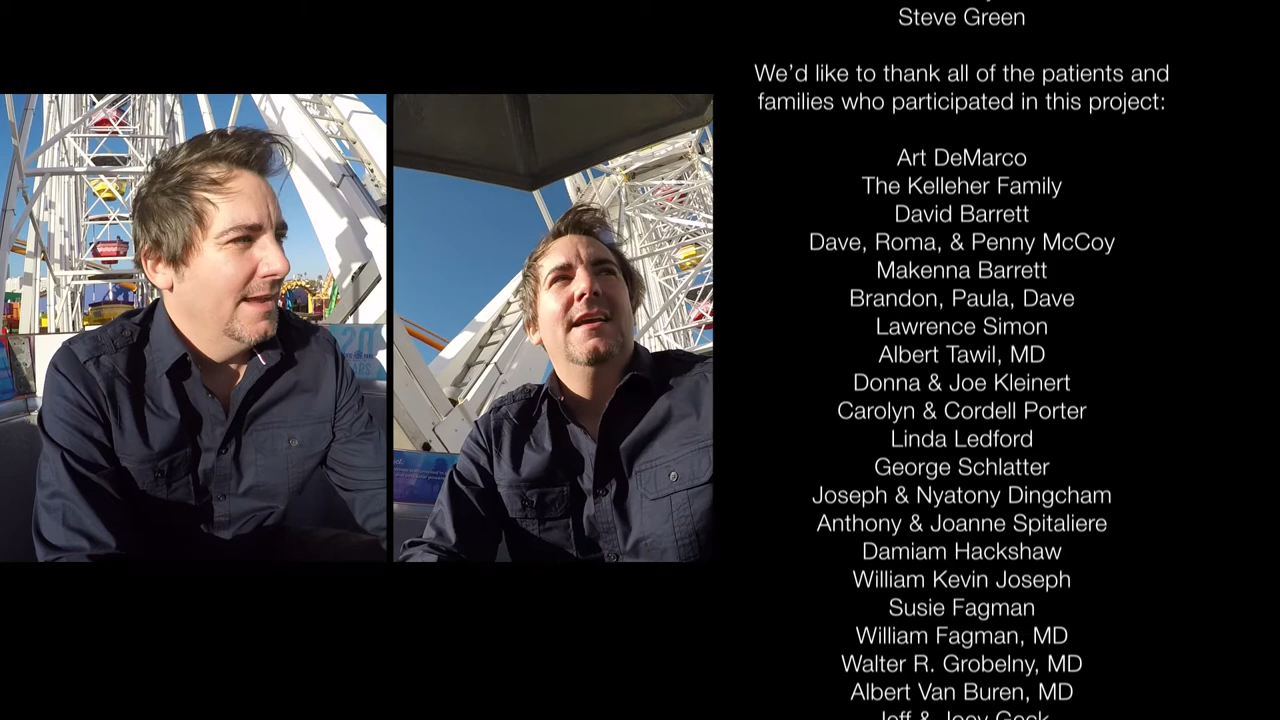 Steve Green
We'd like to thank all of the patients and
families who participated in this project:
Art DeMarco
The Kelleher Family
David Barrett
Dave, Roma, & Penny McCoy
Makenna Barrett
Brandon, Paula, Dave
Lawrence Simon
Albert Tawil, MD
Donna & Joe Kleinert
Carolyn & Cordell Porter
Linda Ledford
George Schlatter
Joseph & Nyatony Dingcham
Anthony & Joanne Spitaliere
Damiam Hackshaw
William Kevin Joseph
Susie Fagman
William Fagman, MD
Walter R. Grobelny, MD
Albert Van Buren, MD